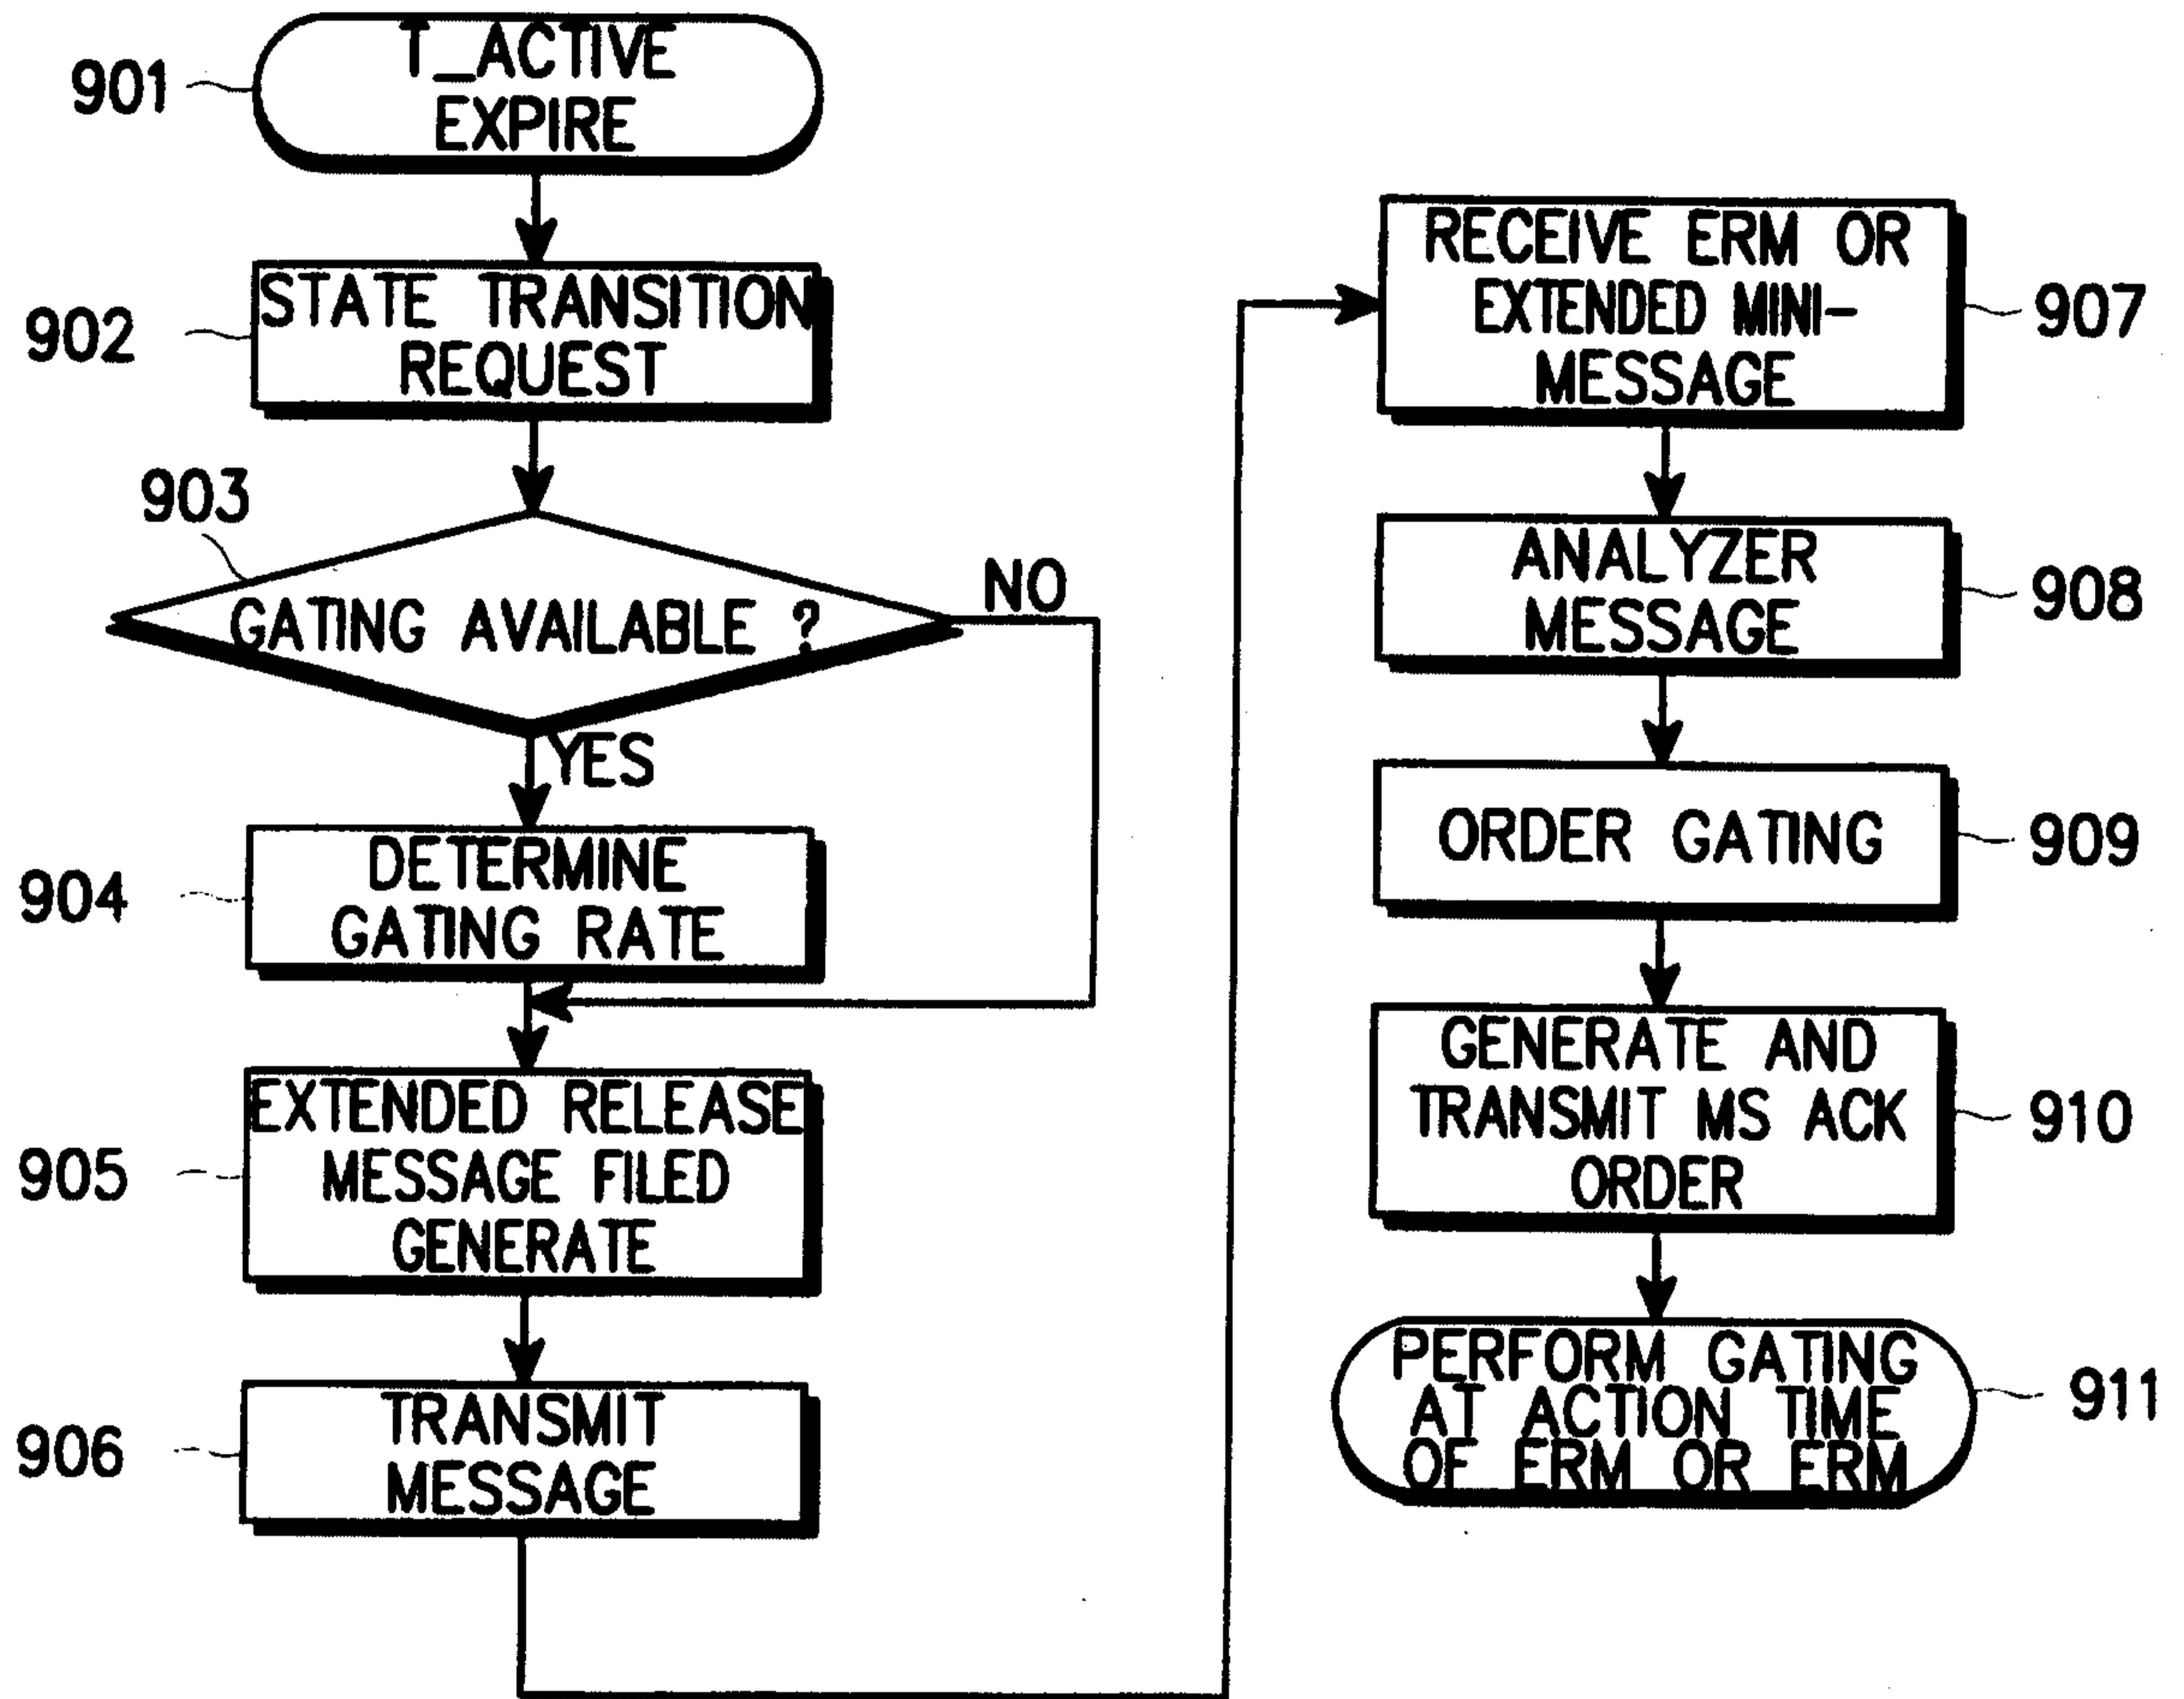 901
T_ACTIVE
EXPIRE
902
STATE TRANSITION
REQUEST
903
GATING AVAILABLE ?
NO
YES
904
DETERMINE
GATING RATE
905
EXTENDED RELEASE
MESSAGE FILED
GENERATE
906
TRANSMIT
MESSAGE
RECEIVE ERM OR
EXTENDED MINI-
MESSAGE
907
ANALYZER
MESSAGE
908
ORDER GATING
909
GENERATE AND
TRANSMIT MS ACK
ORDER
910
PERFORM GATING
AT ACTION TIME
OF ERM OR ERM
911